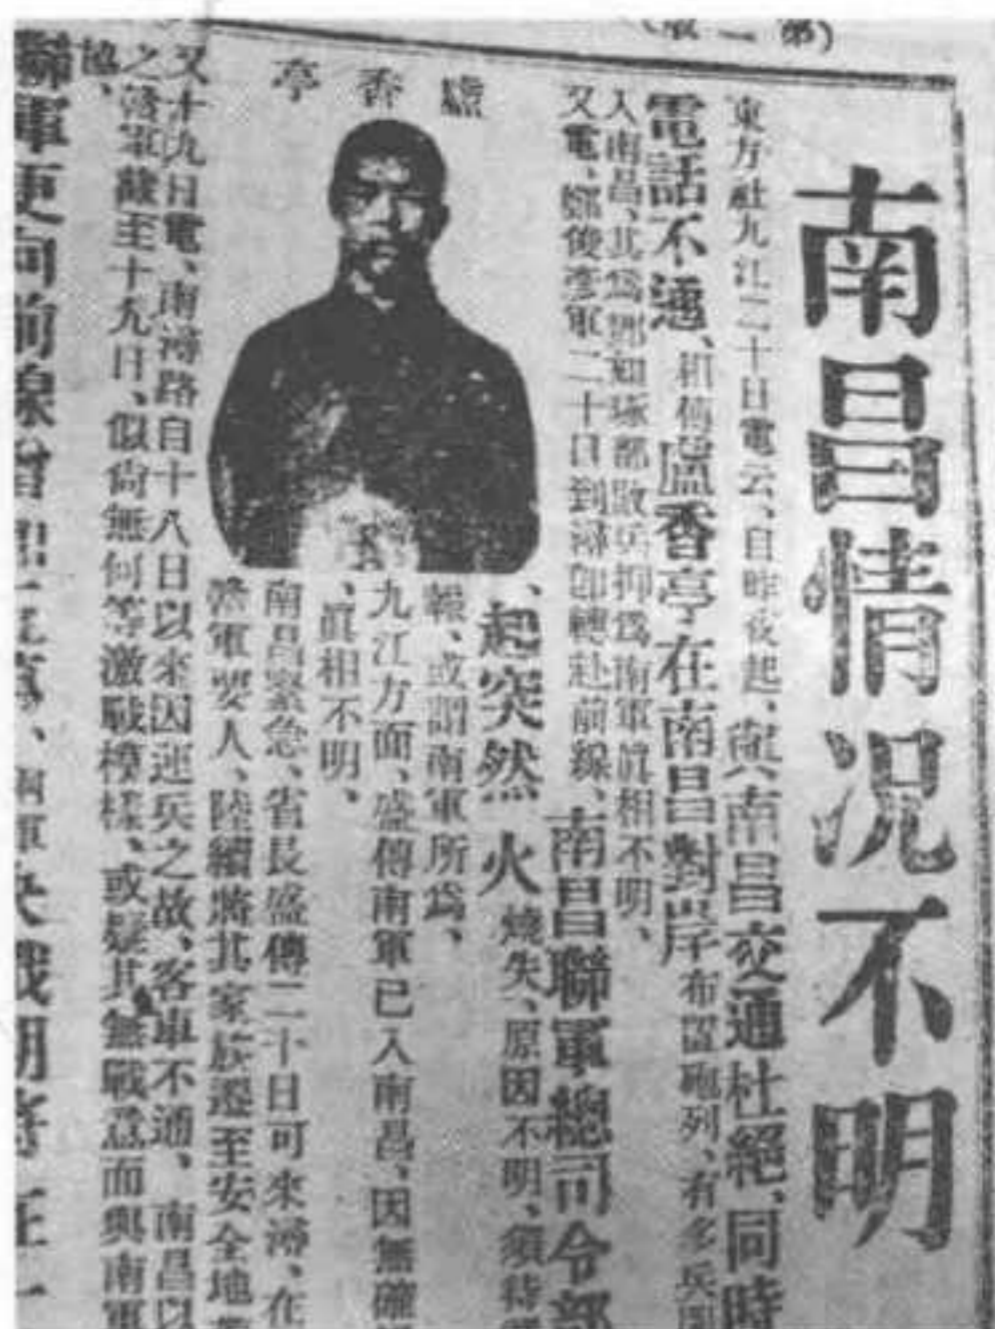 (第一版)
南昌情況不明
東方社九江二十日電云、自昨夜起、南昌交通杜絕、同時
電話不通、盧香亭在南昌對岸布置砲列、有多兵
入南昌、其爲鄧如琢部敗兵抑爲南軍眞相不明、
又電、鄭俊彥軍二十日到潯卽轉赴前線、南昌聯軍總司令部
盧香亭
、起突然火燒失、原因不明、須待
報、或謂南軍所爲、
九江方面、盛傳南軍已入南昌、因無確
、眞相不明、
南昌緊急、省長盛傳二十日可來潯、在
軍要人、陸續將其家族遷至安全地
又十九日電、南潯路自十八日以來因運兵之故、客車不通、南昌以
之聯軍截至十九日、似尙無何等激戰模樣、或疑其無戰意而與南軍
協、
聯軍更向前線